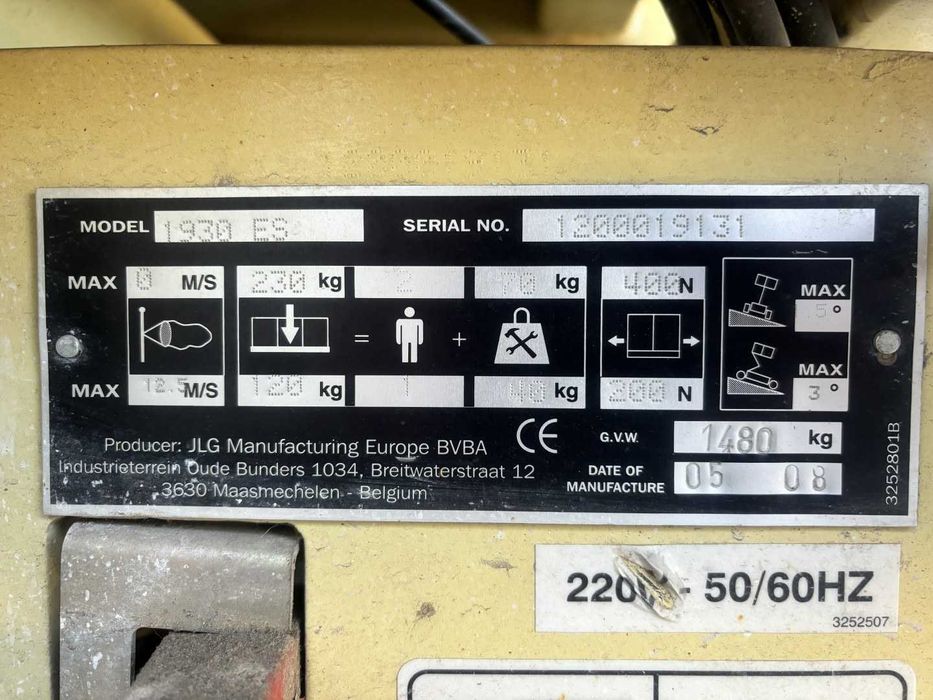 MODEL 1930 ES SERIAL NO. 1200019131
MAX 0 M/S 230 kg 2 70 kg 400 N MAX 5°
= +
MAX 12.5 M/S 120 kg 1 40 kg 200 N MAX 3°
Producer: JLG Manufacturing Europe BVBA CE G.V.W. 1480 kg
Industrieterrein Oude Bunders 1034, Breitwaterstraat 12
3630 Maasmechelen - Belgium
DATE OF MANUFACTURE 05 08
3252801B
220 - 50/60HZ
3252507